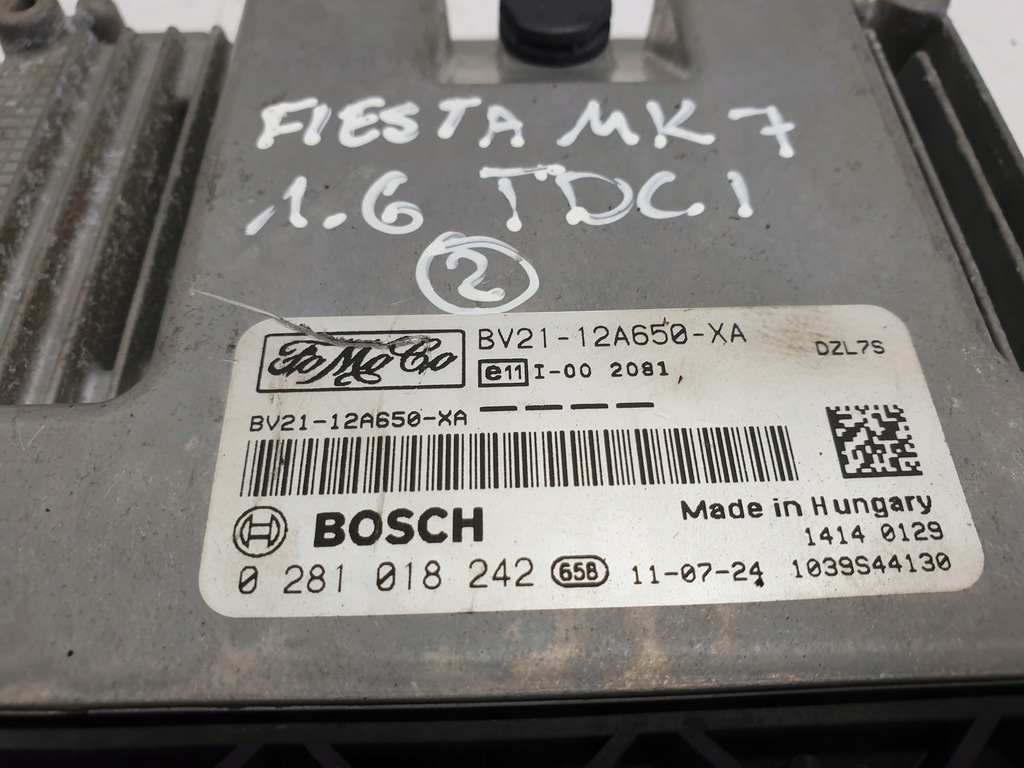 FIESTA MK7
1.6 TDCI
2
FoMoCo
BV21-12A650-XA
DZL7S
e11 I-00 2081
BV21-12A650-XA
BOSCH
Made in Hungary
1414 0129
0 281 018 242 658 11-07-24 1039S44130